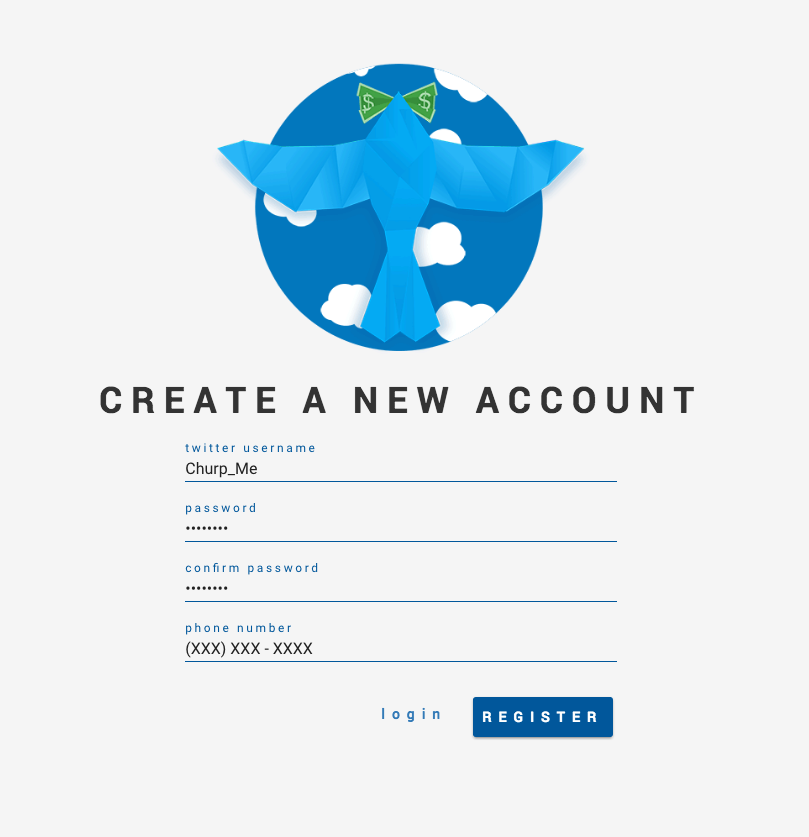 $ $
CREATE A NEW ACCOUNT
twitter username
Churp_Me
password
••••••••
confirm password
••••••••
phone number
(XXX) XXX - XXXX
login REGISTER